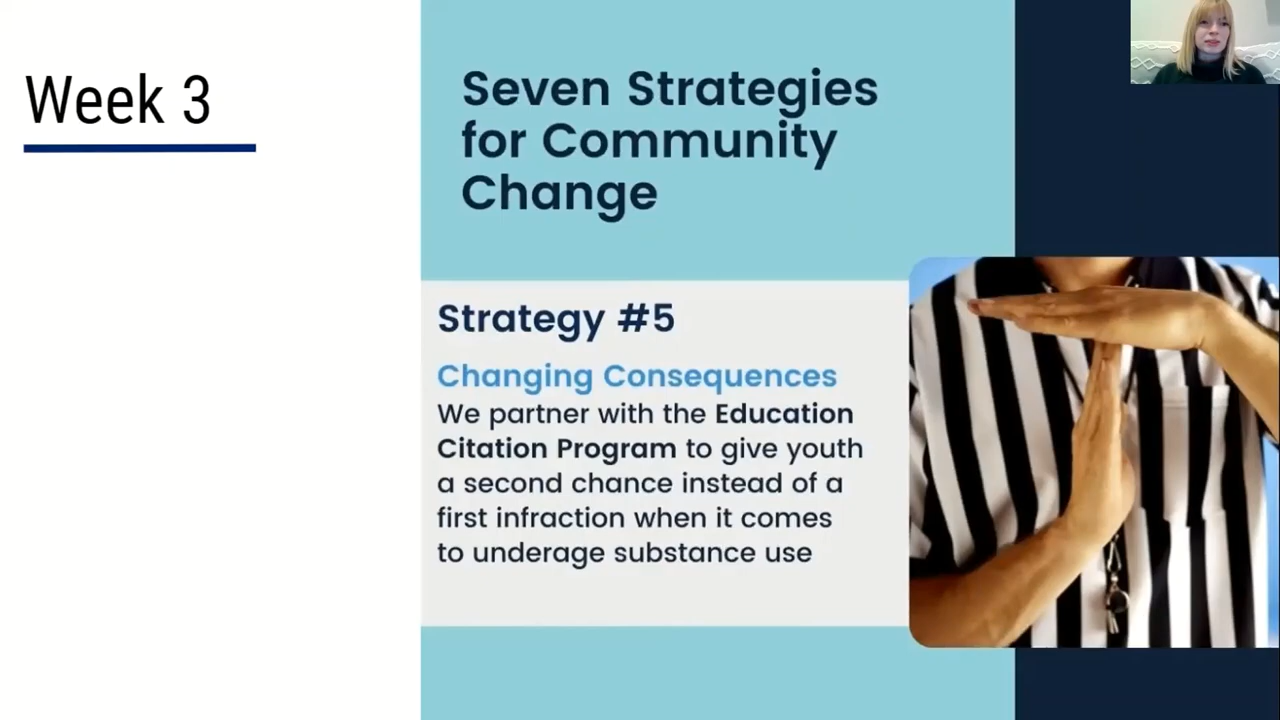 Week 3
Seven Strategies
for Community
Change
Strategy #5
Changing Consequences
We partner with the Education
Citation Program to give youth
a second chance instead of a
first infraction when it comes
to underage substance use